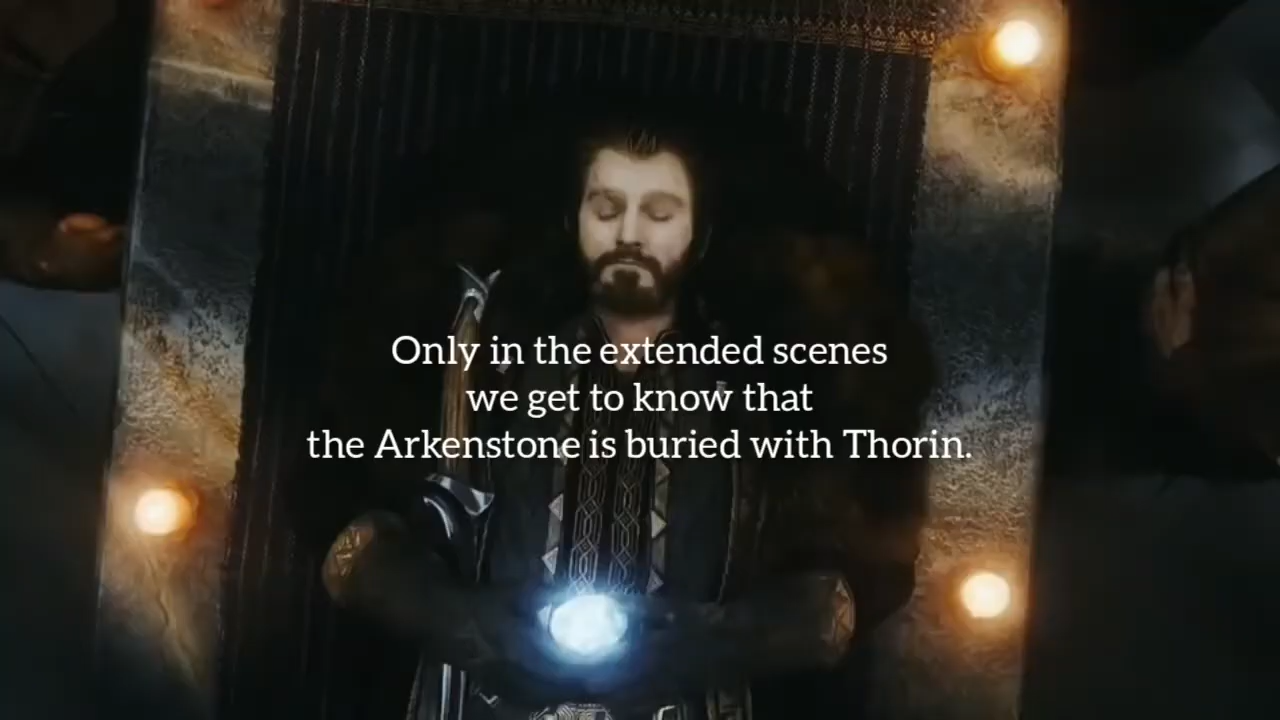 Only in the extended scenes
we get to know that
the Arkenstone is buried with Thorin.